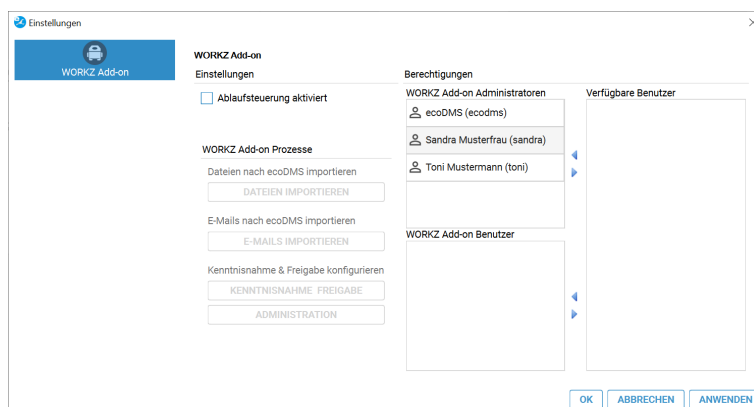 Einstellungen
WORKZ Add-on
WORKZ Add-on
Einstellungen
Ablaufsteuerung aktiviert
WORKZ Add-on Prozesse
Dateien nach ecoDMS importieren
DATEIEN IMPORTIEREN
E-Mails nach ecoDMS importieren
E-MAILS IMPORTIEREN
Kenntnisnahme & Freigabe konfigurieren
KENNTNISNAHME FREIGABE
ADMINISTRATION
Berechtigungen
WORKZ Add-on Administratoren
ecoDMS (ecodms)
Sandra Musterfrau (sandra)
Toni Mustermann (toni)
WORKZ Add-on Benutzer
Verfügbare Benutzer
OK
ABBRECHEN
ANWENDEN